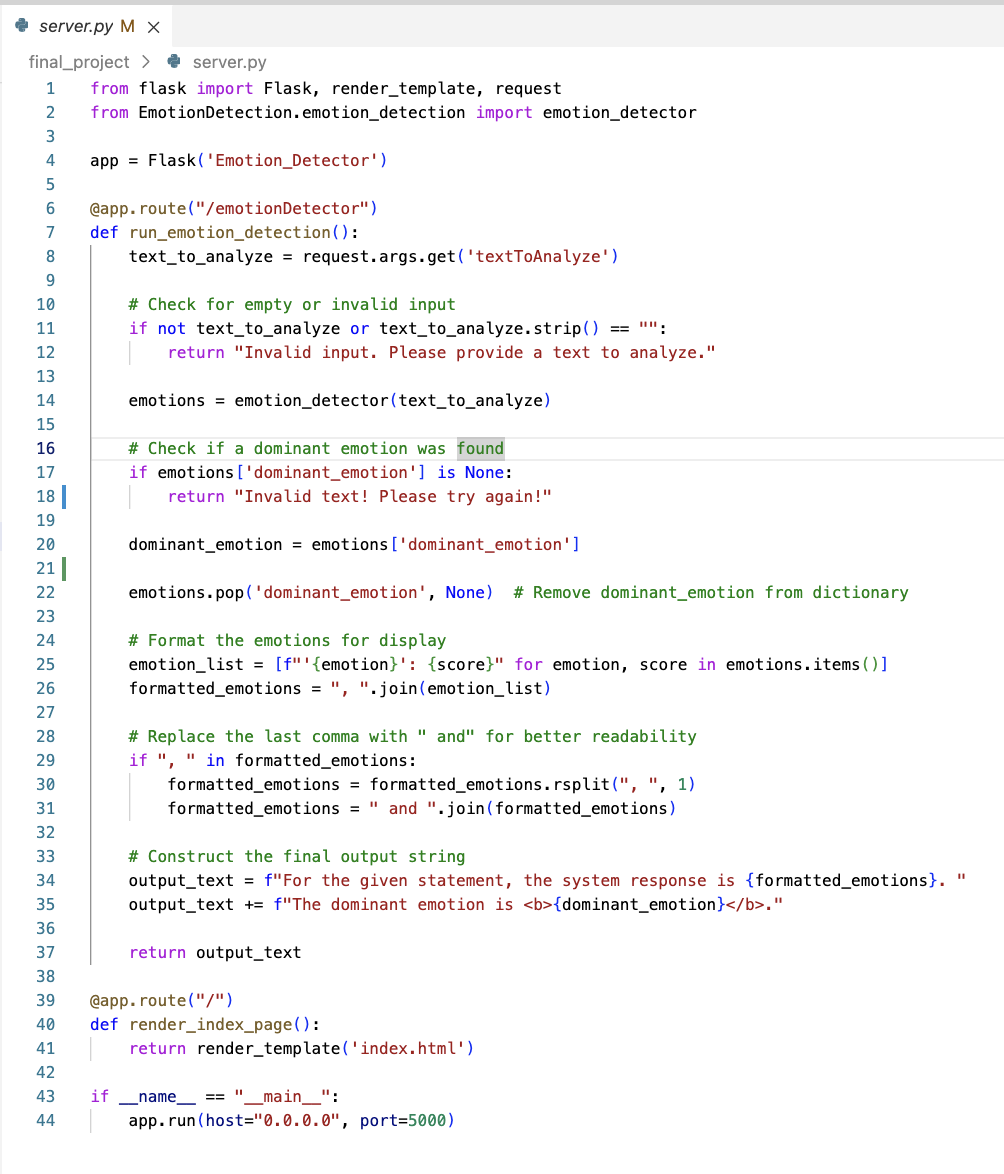 server.py M ×
final_project > server.py
1 from flask import Flask, render_template, request
2 from EmotionDetection.emotion_detection import emotion_detector
3
4 app = Flask('Emotion_Detector')
5
6 @app.route("/emotionDetector")
7 def run_emotion_detection():
8     text_to_analyze = request.args.get('textToAnalyze')
9
10     # Check for empty or invalid input
11     if not text_to_analyze or text_to_analyze.strip() == "":
12         return "Invalid input. Please provide a text to analyze."
13
14     emotions = emotion_detector(text_to_analyze)
15
16     # Check if a dominant emotion was found
17     if emotions['dominant_emotion'] is None:
18         return "Invalid text! Please try again!"
19
20     dominant_emotion = emotions['dominant_emotion']
21
22     emotions.pop('dominant_emotion', None)  # Remove dominant_emotion from dictionary
23
24     # Format the emotions for display
25     emotion_list = [f"'{emotion}': {score}" for emotion, score in emotions.items()]
26     formatted_emotions = ", ".join(emotion_list)
27
28     # Replace the last comma with " and" for better readability
29     if ", " in formatted_emotions:
30         formatted_emotions = formatted_emotions.rsplit(", ", 1)
31         formatted_emotions = " and ".join(formatted_emotions)
32
33     # Construct the final output string
34     output_text = f"For the given statement, the system response is {formatted_emotions}. "
35     output_text += f"The dominant emotion is <b>{dominant_emotion}</b>."
36
37     return output_text
38
39 @app.route("/")
40 def render_index_page():
41     return render_template('index.html')
42
43 if __name__ == "__main__":
44     app.run(host="0.0.0.0", port=5000)